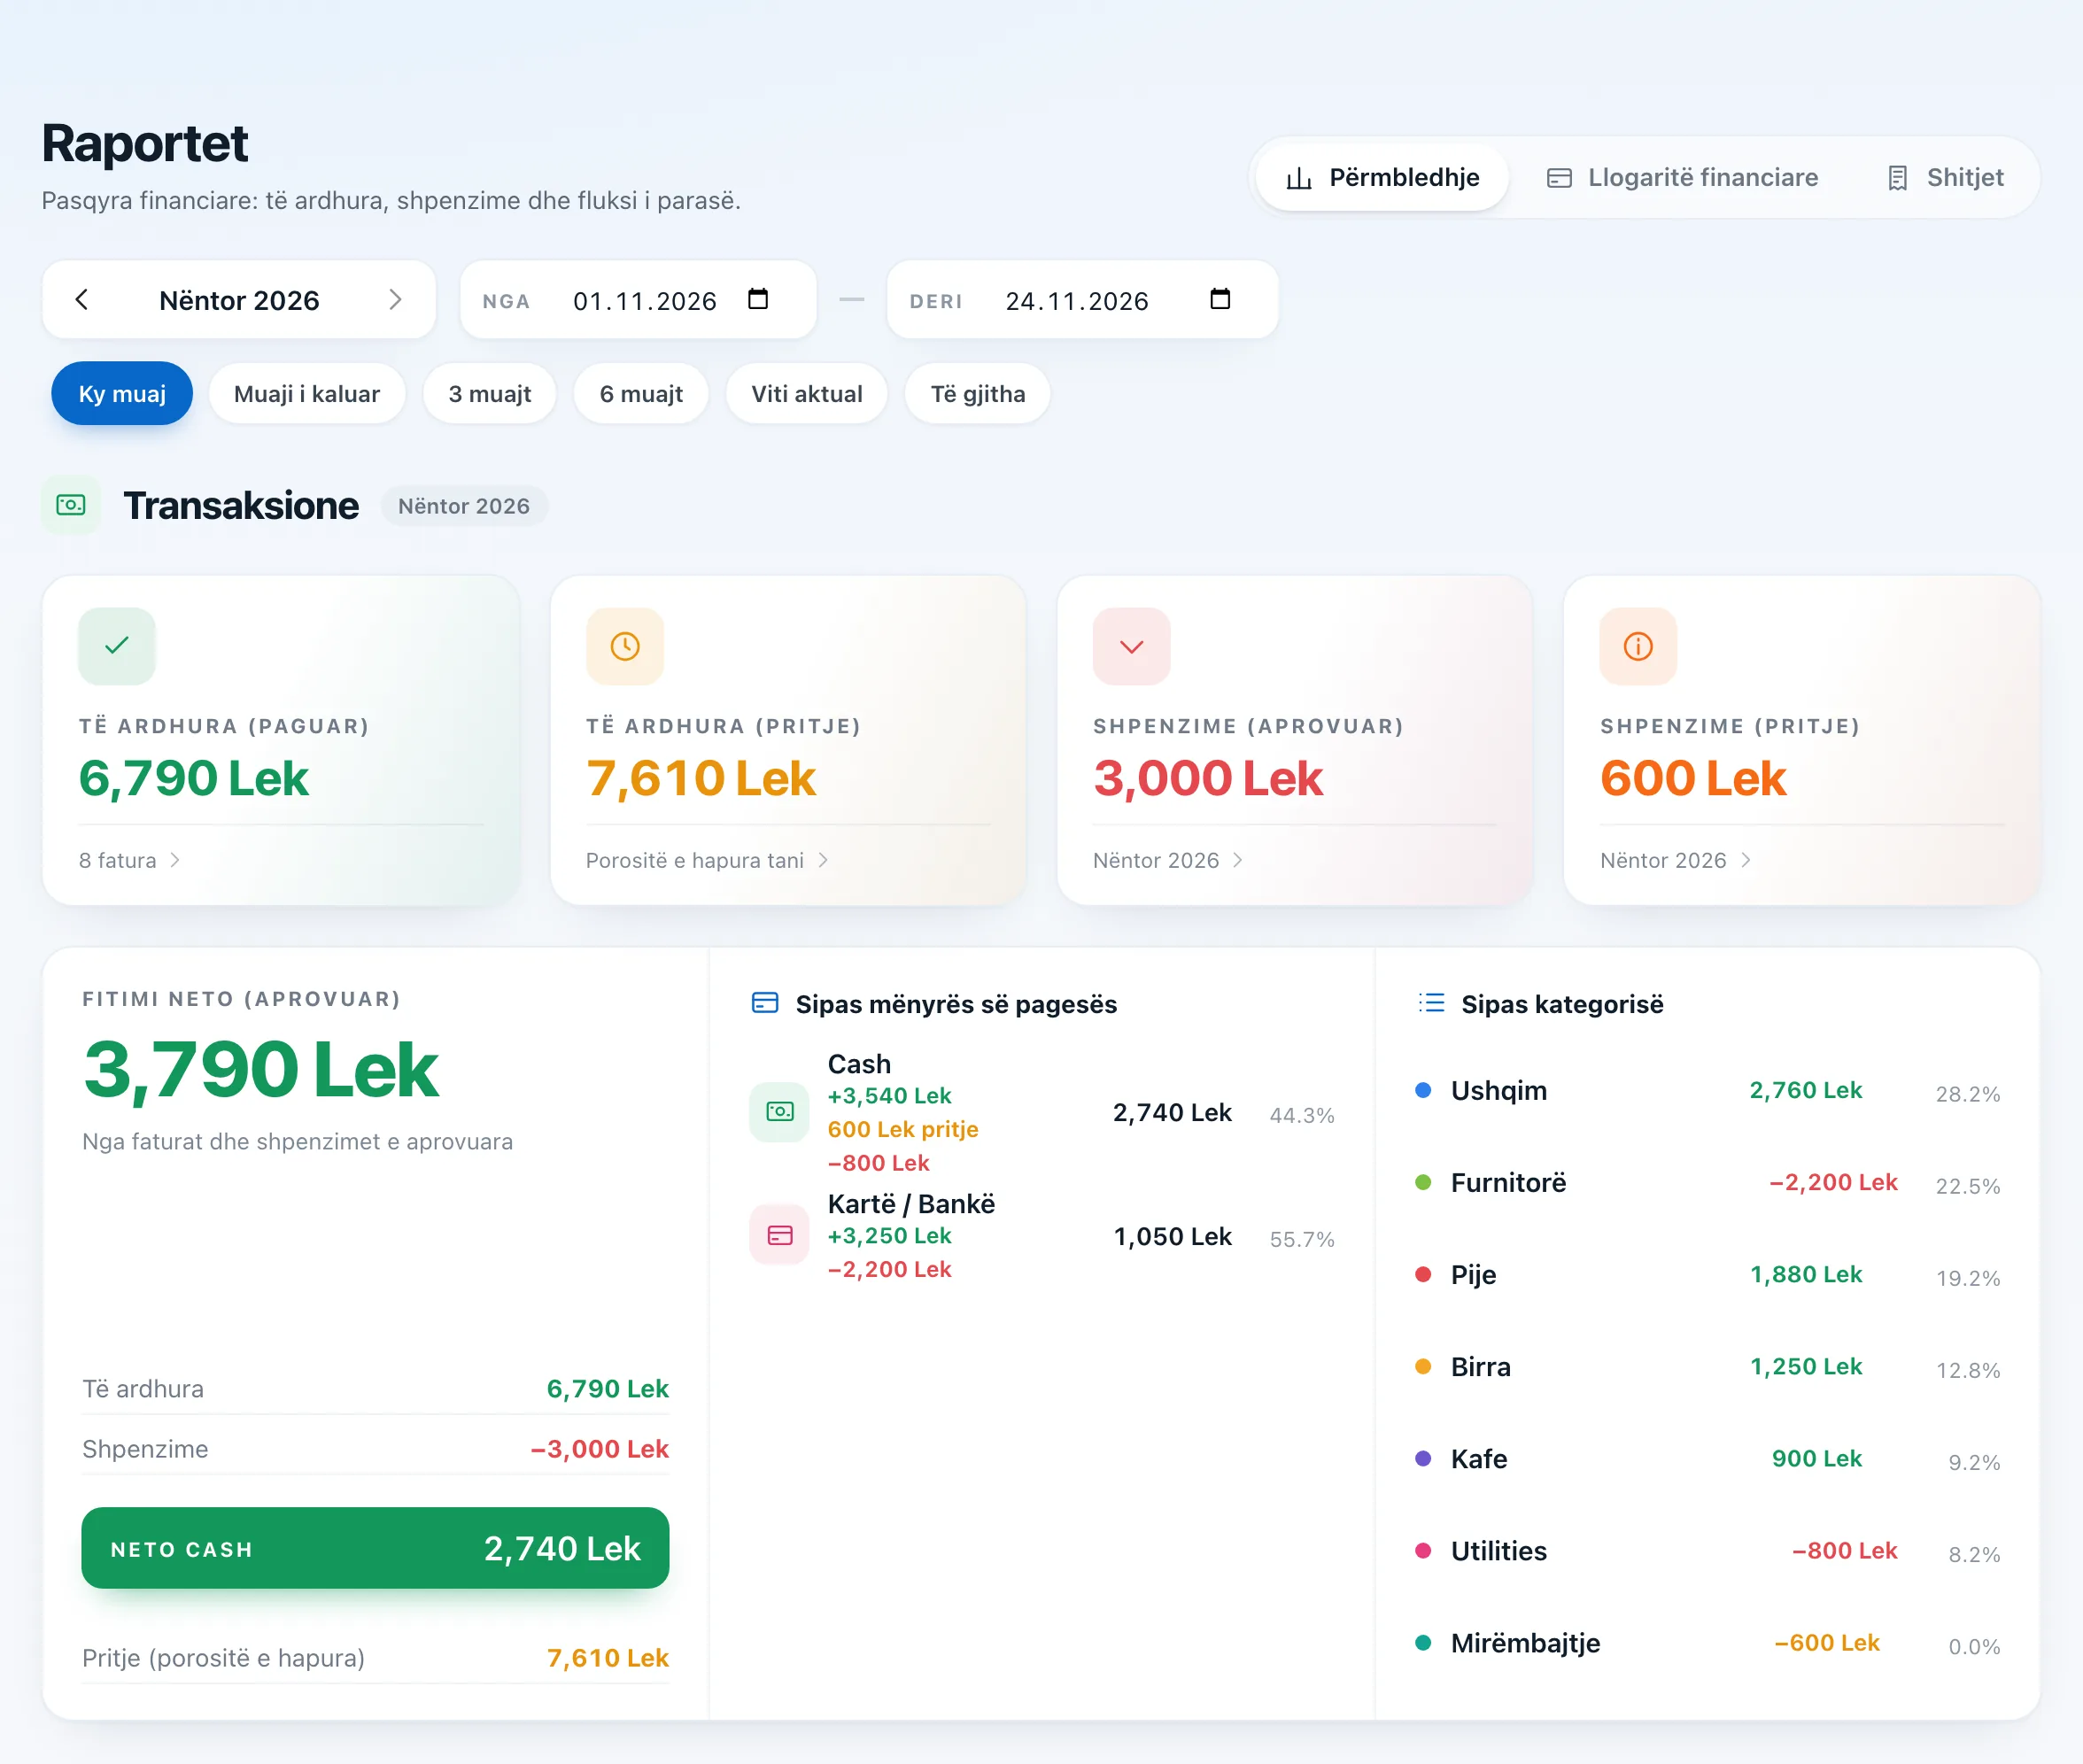 Raportet
Pasqyra financiare: të ardhura, shpenzime dhe fluksi i parasë.
Përmbledhje
Llogaritë financiare
Shitjet
Nëntor 2026
NGA 01.11.2026
—
DERI 24.11.2026
Ky muaj
Muaji i kaluar
3 muajt
6 muajt
Viti aktual
Të gjitha
Transaksione
Nëntor 2026
TË ARDHURA (PAGUAR)
6,790 Lek
8 fatura
TË ARDHURA (PRITJE)
7,610 Lek
Porositë e hapura tani
SHPENZIME (APROVUAR)
3,000 Lek
Nëntor 2026
SHPENZIME (PRITJE)
600 Lek
Nëntor 2026
FITIMI NETO (APROVUAR)
3,790 Lek
Nga faturat dhe shpenzimet e aprovuara
Të ardhura 6,790 Lek
Shpenzime −3,000 Lek
NETO CASH 2,740 Lek
Pritje (porositë e hapura) 7,610 Lek
Sipas mënyrës së pagesës
Cash
+3,540 Lek
600 Lek pritje
−800 Lek
2,740 Lek 44.3%
Kartë / Bankë
+3,250 Lek
−2,200 Lek
1,050 Lek 55.7%
Sipas kategorisë
Ushqim 2,760 Lek 28.2%
Furnitorë −2,200 Lek 22.5%
Pije 1,880 Lek 19.2%
Birra 1,250 Lek 12.8%
Kafe 900 Lek 9.2%
Utilities −800 Lek 8.2%
Mirëmbajtje −600 Lek 0.0%